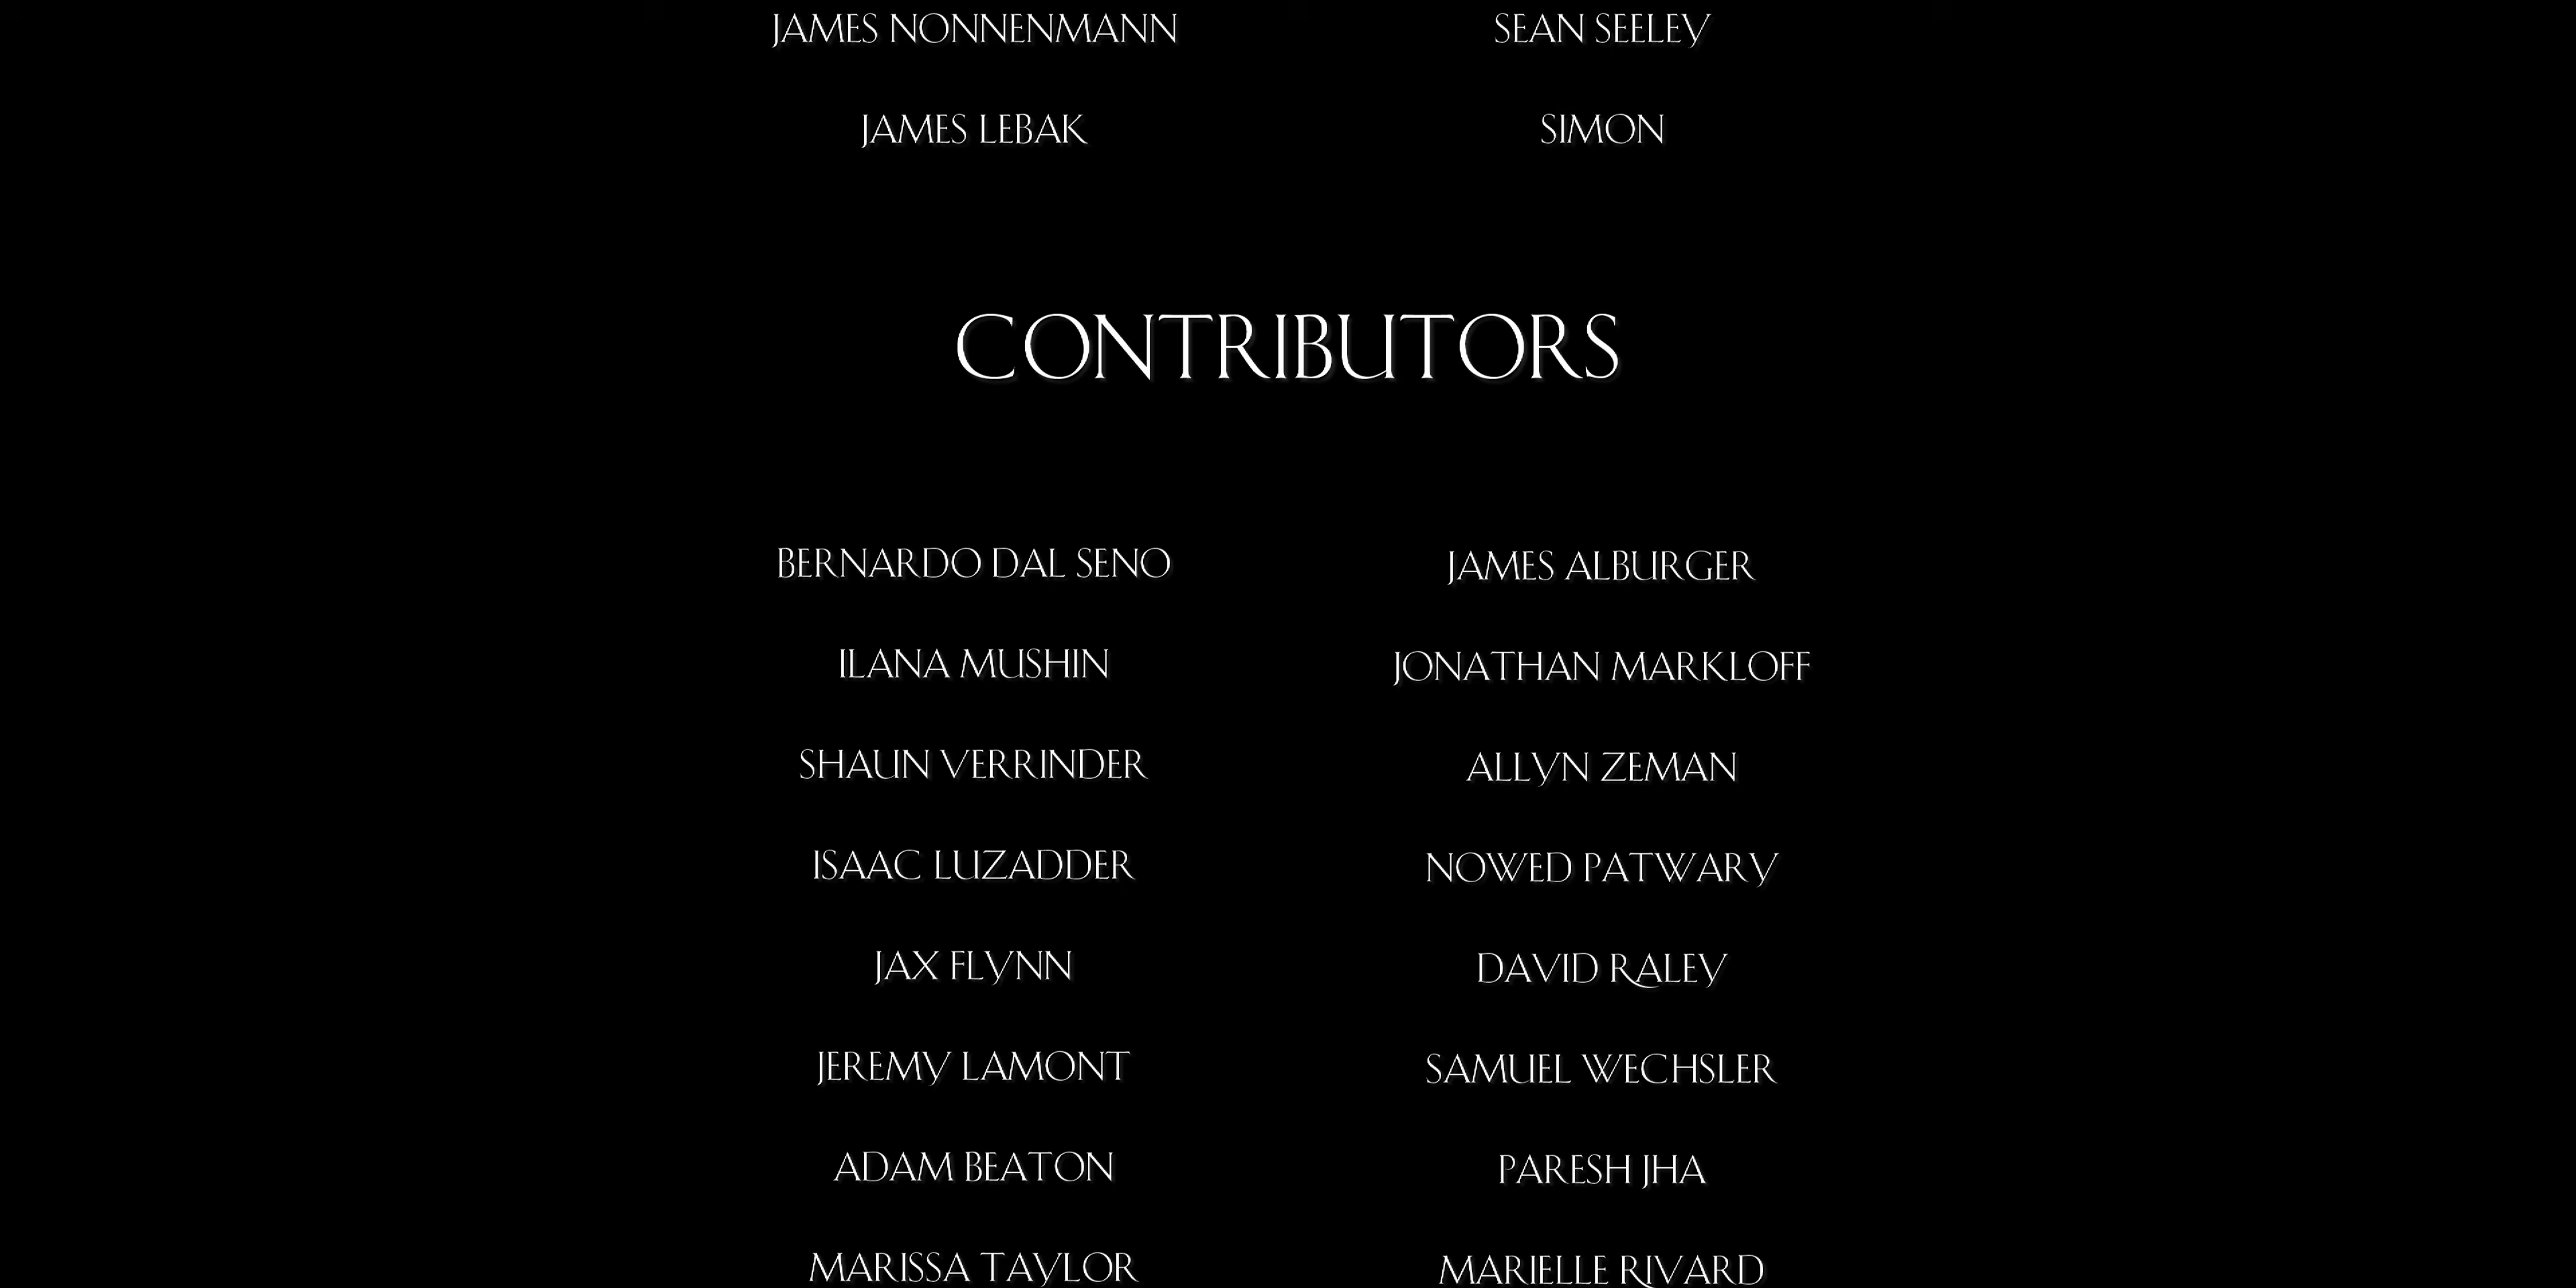 JAMES NONNENMANN SEAN SEELEY
JAMES LEBAK SIMON
CONTRIBUTORS
BERNARDO DAL SENO JAMES ALBURGER
ILANA MUSHIN JONATHAN MARKLOFF
SHAUN VERRINDER ALLYN ZEMAN
ISAAC LUZADDER NOWED PATWARY
JAX FLYNN DAVID RALEY
JEREMY LAMONT SAMUEL WECHSLER
ADAM BEATON PARESH JHA
MARISSA TAYLOR MARIELLE RIVARD